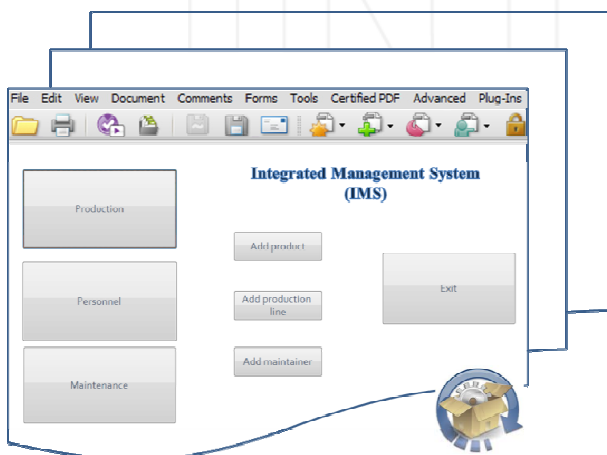 File Edit View Document Comments Forms Tools Certified PDF Advanced Plug-Ins
Integrated Management System
(IMS)
Production
Add product
Personnel
Add production
line
Exit
Maintenance
Add maintainer